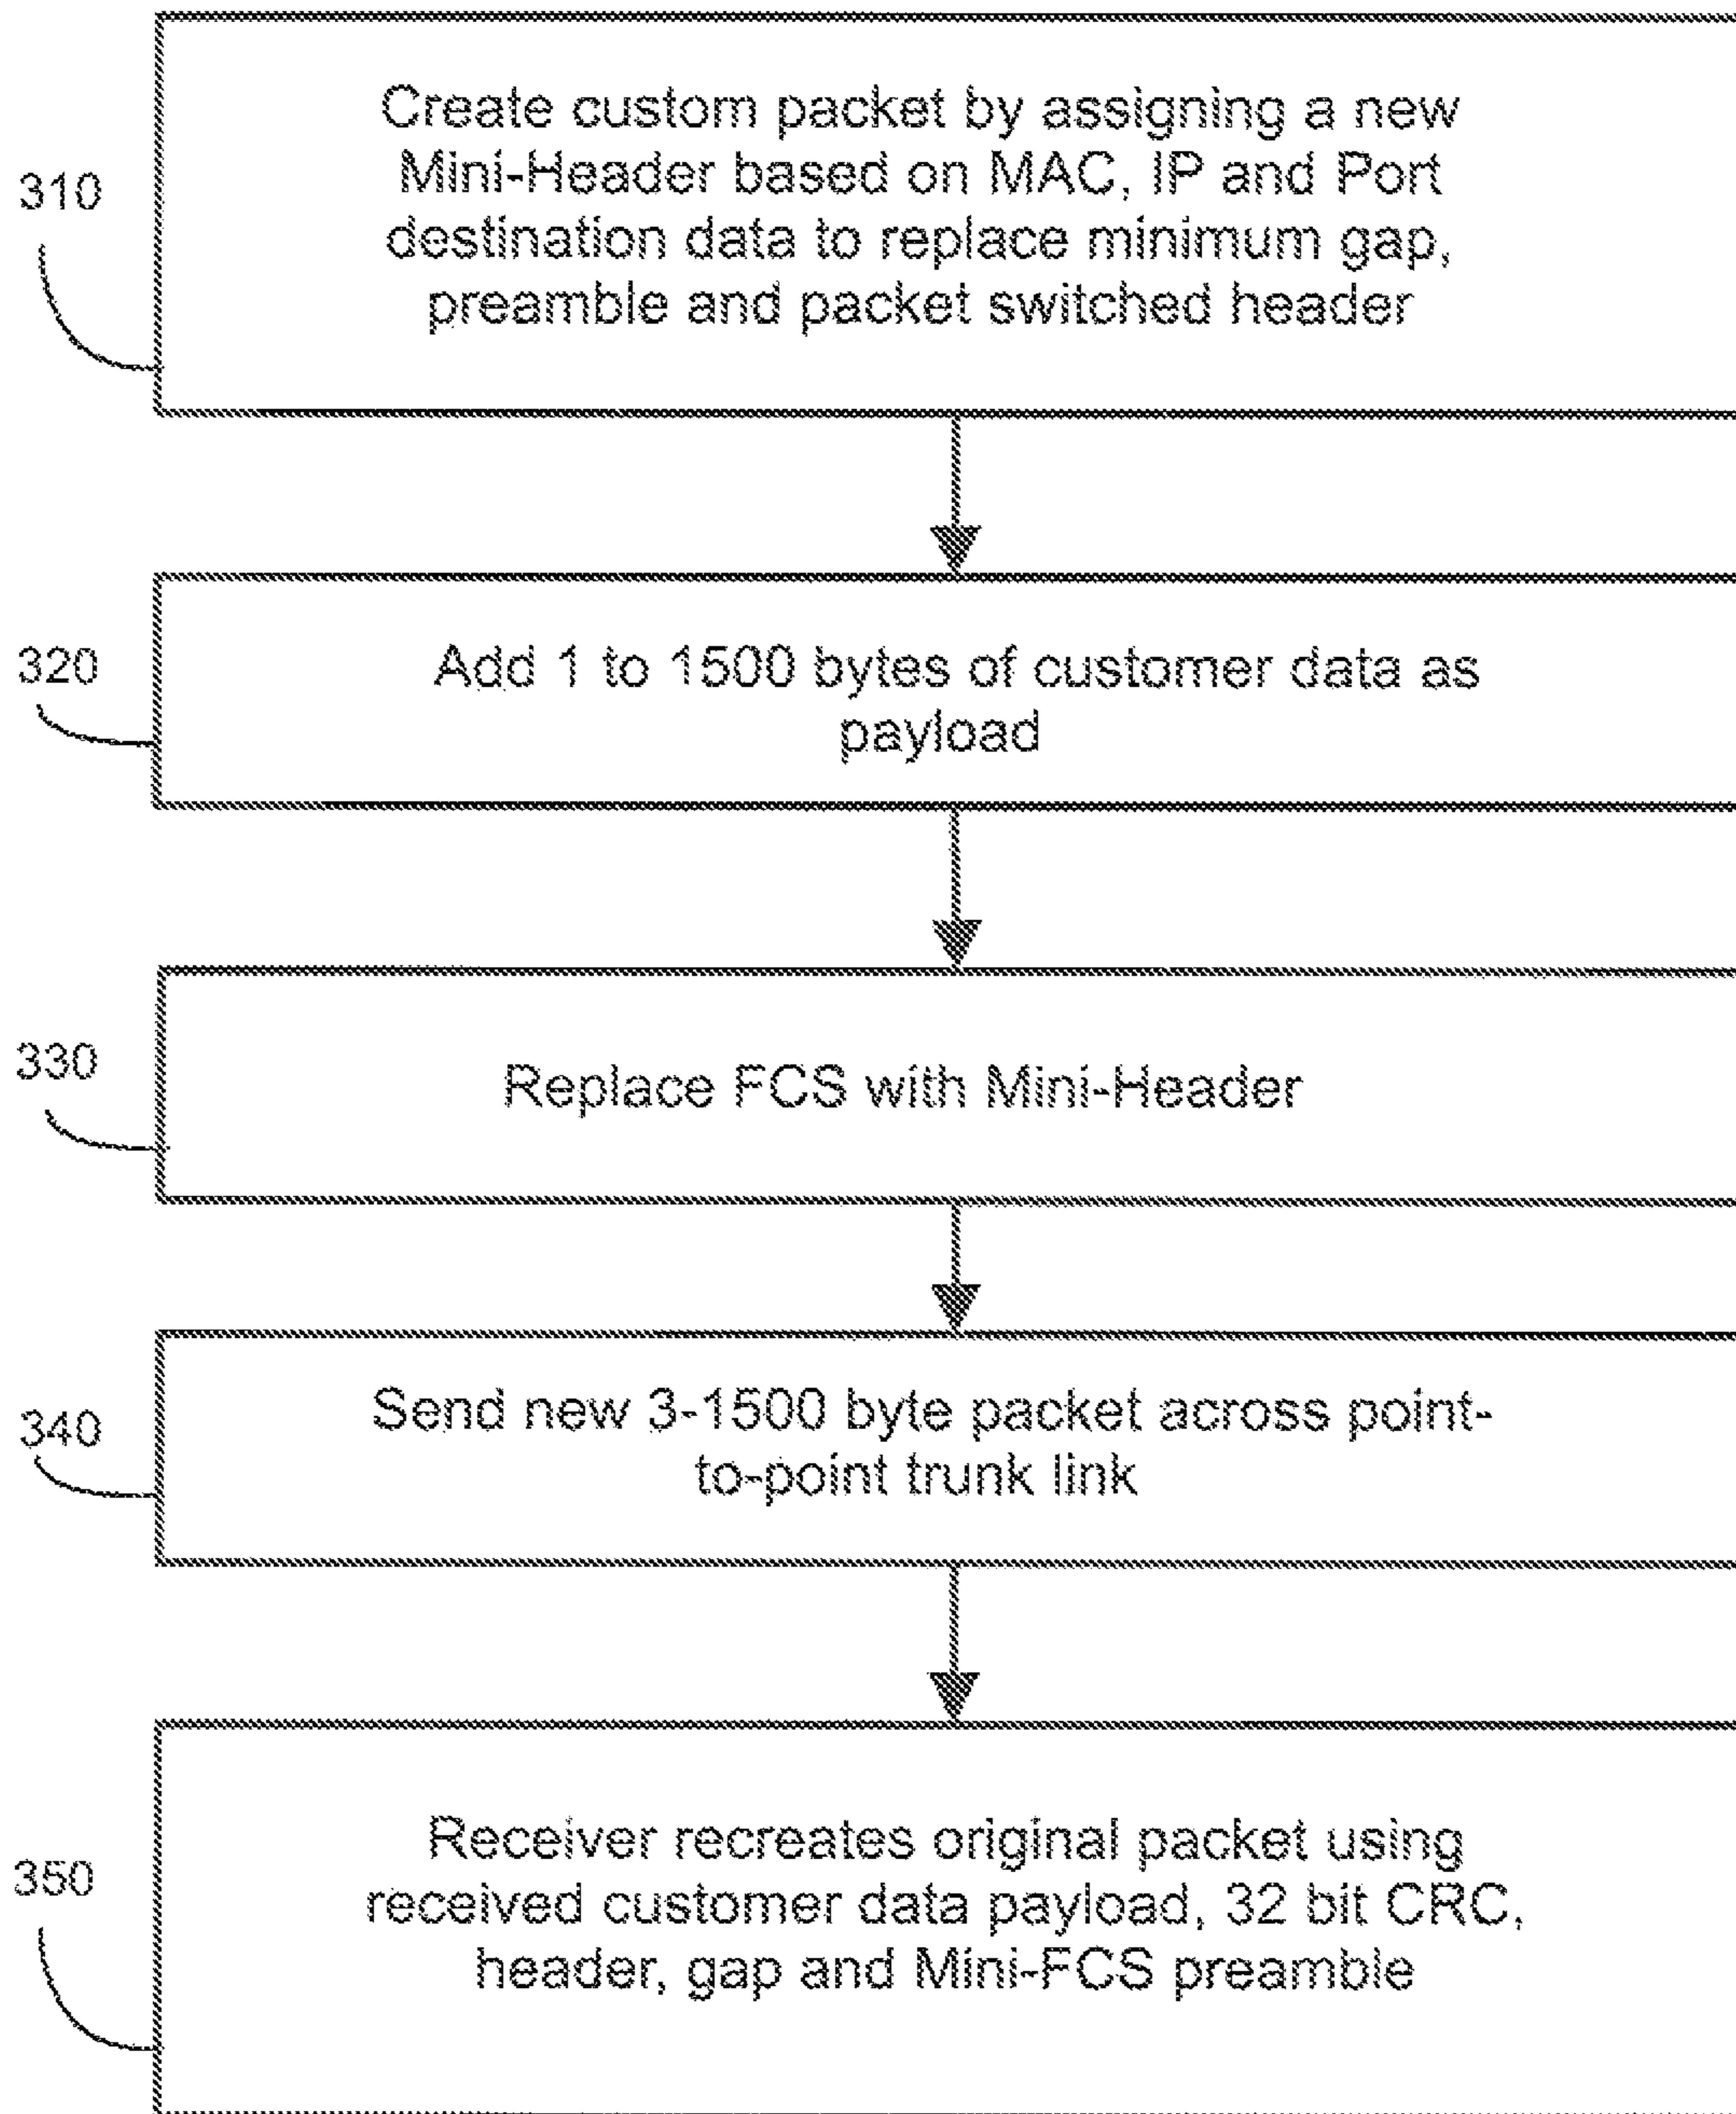 310
Create custom packet by assigning a new
Mini-Header based on MAC, IP and Port
destination data to replace minimum gap,
preamble and packet switched header
320
Add 1 to 1500 bytes of customer data as
payload
330
Replace FCS with Mini-Header
340
Send new 3-1500 byte packet across point-
to-point trunk link
350
Receiver recreates original packet using
received customer data payload, 32 bit CRC,
header, gap and Mini-FCS preamble